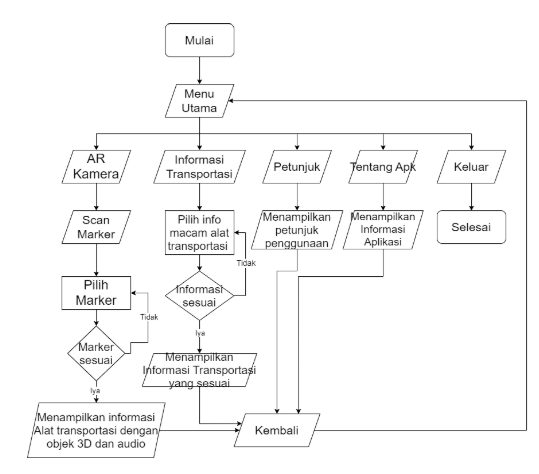 Mulai
Menu
Utama
AR
Kamera
Informasi
Transportasi
Petunjuk
Tentang Apk
Keluar
Scan
Marker
Pilih info
macam alat
transportasi
Menampilkan
petunjuk
penggunaan
Menampilkan
Informasi
Aplikasi
Selesai
Tidak
Pilih
Marker
Informasi
sesuai
Tidak
Iya
Marker
sesuai
Menampilkan
Informasi Transportasi
yang sesuai
Iya
Menampilkan informasi
Alat transportasi dengan
objek 3D dan audio
Kembali